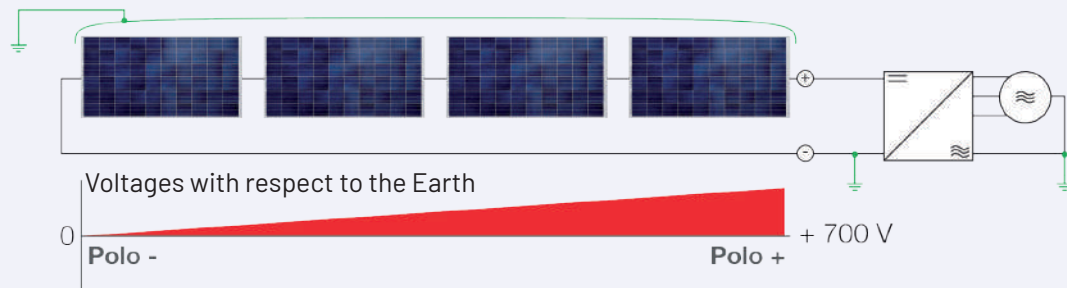 +
-
Voltages with respect to the Earth
0
+ 700 V
Polo -
Polo +